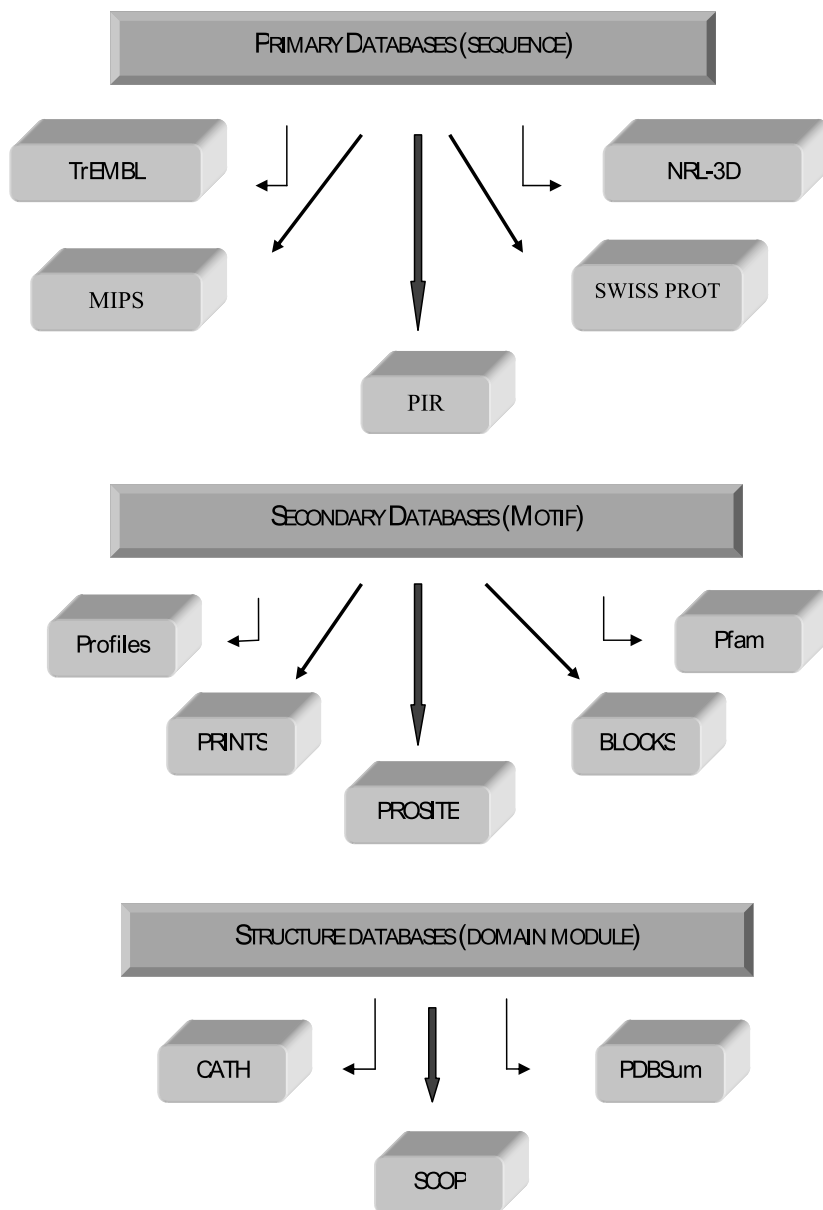 PRIMARY DATABASES (SEQUENCE)
TrEMBL
NRL-3D
MIPS
SWISS PROT
PIR
SECONDARY DATABASES (MOTIF)
Profiles
Pfam
PRINTS
BLOCKS
PROSITE
STRUCTURE DATABASES (DOMAIN MODULE)
CATH
PDBSum
SCOP